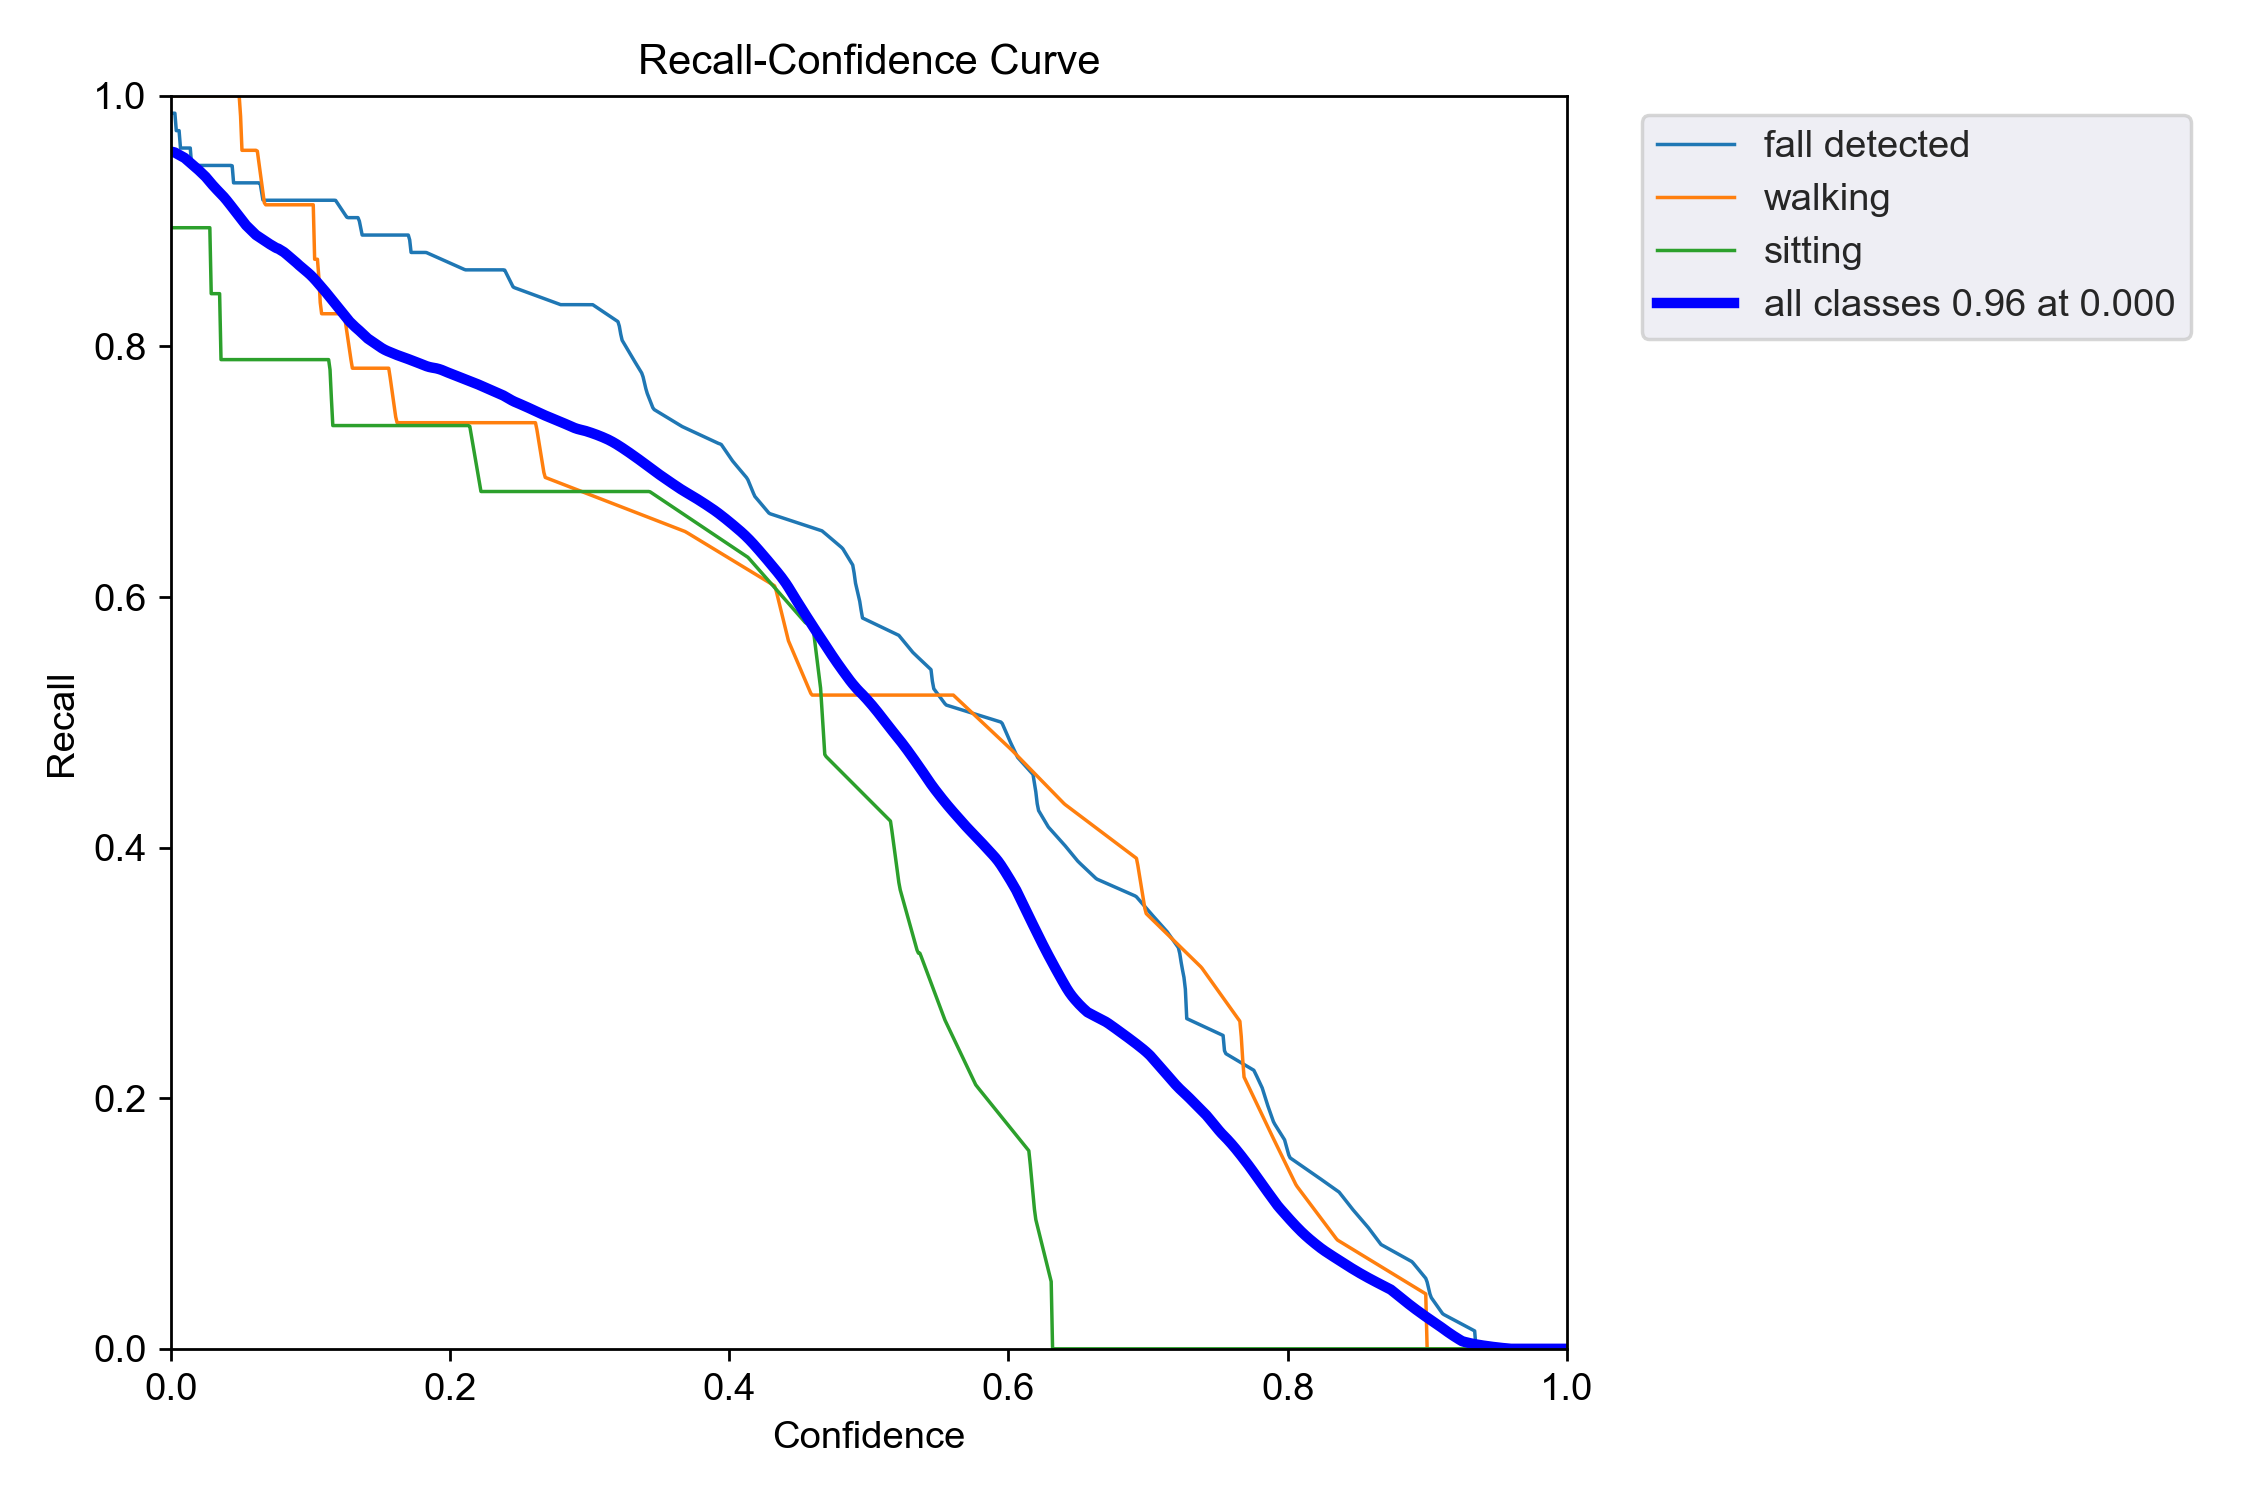 Recall-Confidence Curve
1.0
0.8
0.6
0.4
0.2
0.0
Recall
0.0 0.2 0.4 0.6 0.8 1.0
Confidence
fall detected
walking
sitting
all classes 0.96 at 0.000